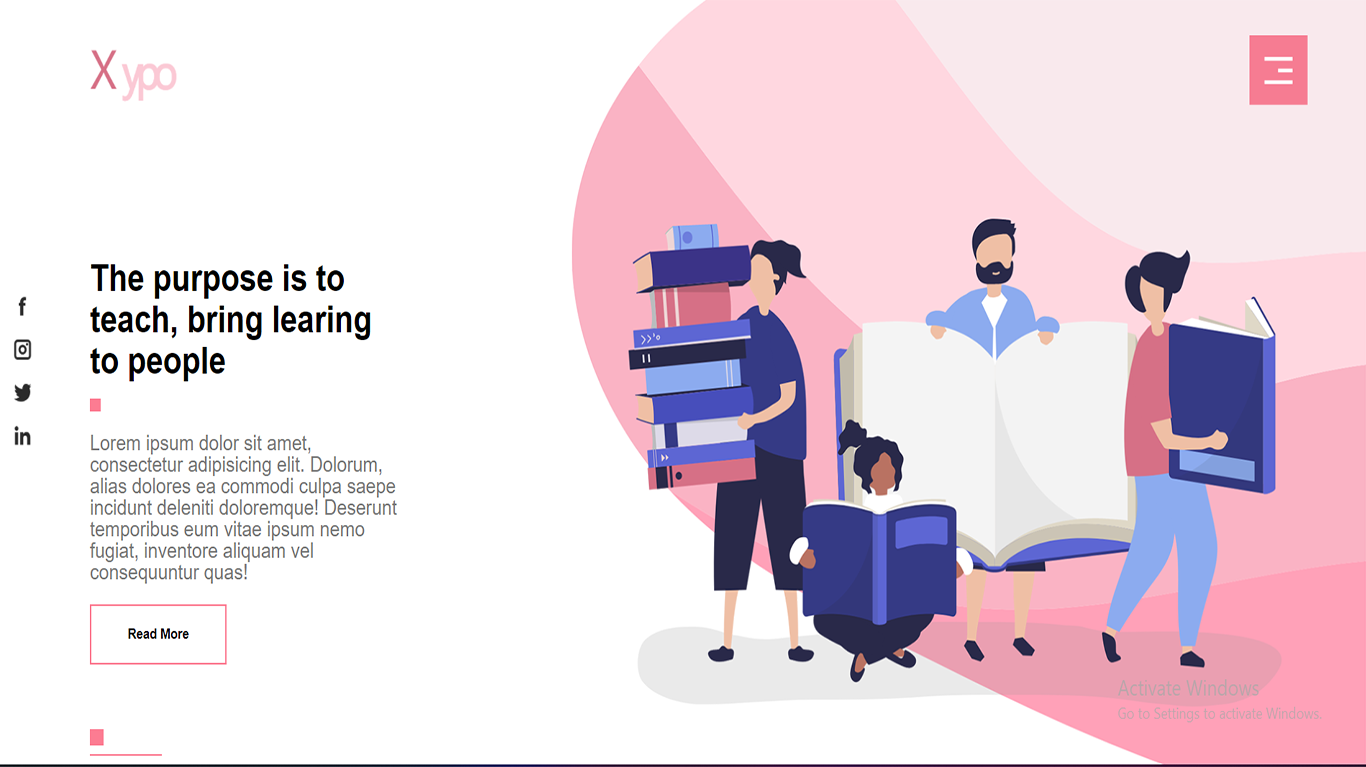 X ypo
The purpose is to
teach, bring learing
to people
Lorem ipsum dolor sit amet,
consectetur adipisicing elit. Dolorum,
alias dolores ea commodi culpa saepe
incidunt deleniti doloremque! Deserunt
temporibus eum vitae ipsum nemo
fugiat, inventore aliquam vel
consequuntur quas!
Read More
Activate Windows
Go to Settings to activate Windows.